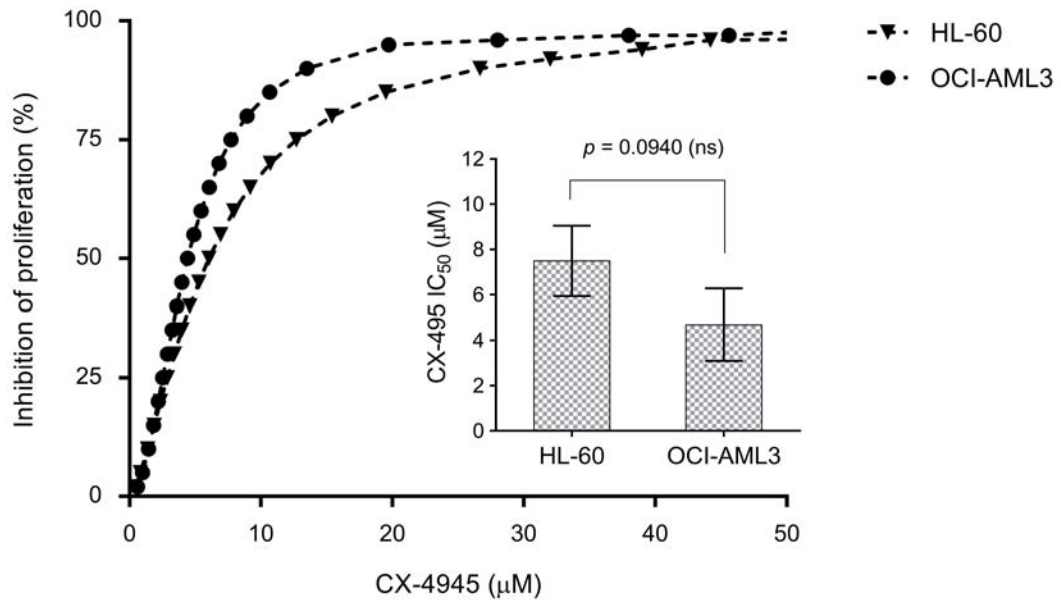 100
75
50
25
0
Inhibition of proliferation (%)
0 10 20 30 40 50
CX-4945 (μM)
HL-60
OCI-AML3
p = 0.0940 (ns)
12
10
8
6
4
2
0
CX-495 IC₅₀ (μM)
HL-60 OCI-AML3